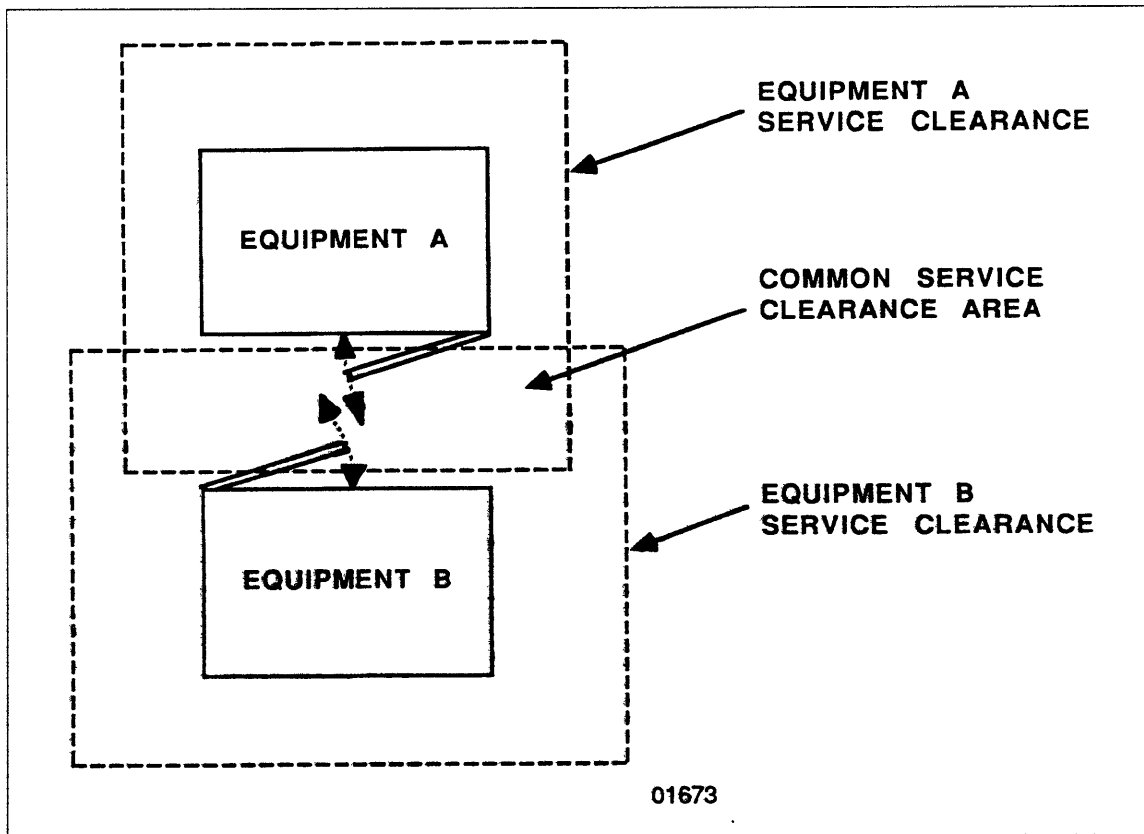 EQUIPMENT A
SERVICE CLEARANCE
EQUIPMENT A
COMMON SERVICE
CLEARANCE AREA
EQUIPMENT B
SERVICE CLEARANCE
EQUIPMENT B
01673